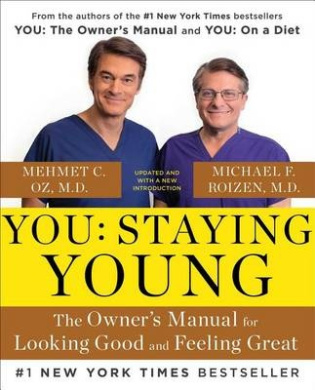 From the authors of the #1 New York Times bestsellers
YOU: The Owner's Manual and YOU: On a Diet
MEHMET C.
OZ, M.D.
UPDATED AND
WITH A NEW
INTRODUCTION
MICHAEL F.
ROIZEN, M.D.
YOU: STAYING
YOUNG
The Owner's Manual for
Looking Good and Feeling Great
#1 NEW YORK TIMES BESTSELLER